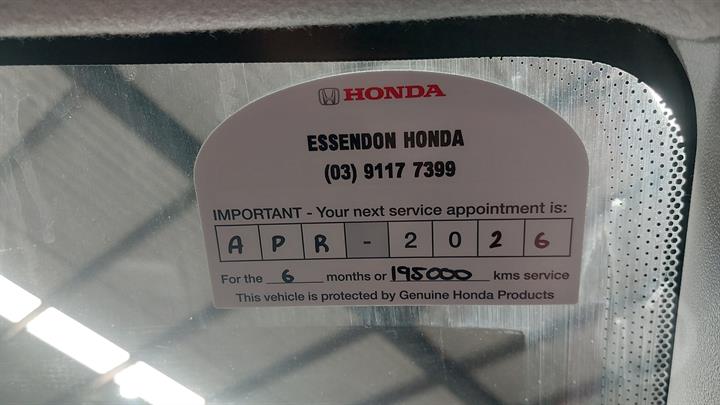 HONDA
ESSENDON HONDA
(03) 9117 7399
IMPORTANT - Your next service appointment is:
APR-2026
For the 6 months or 195000 kms service
This vehicle is protected by Genuine Honda Products